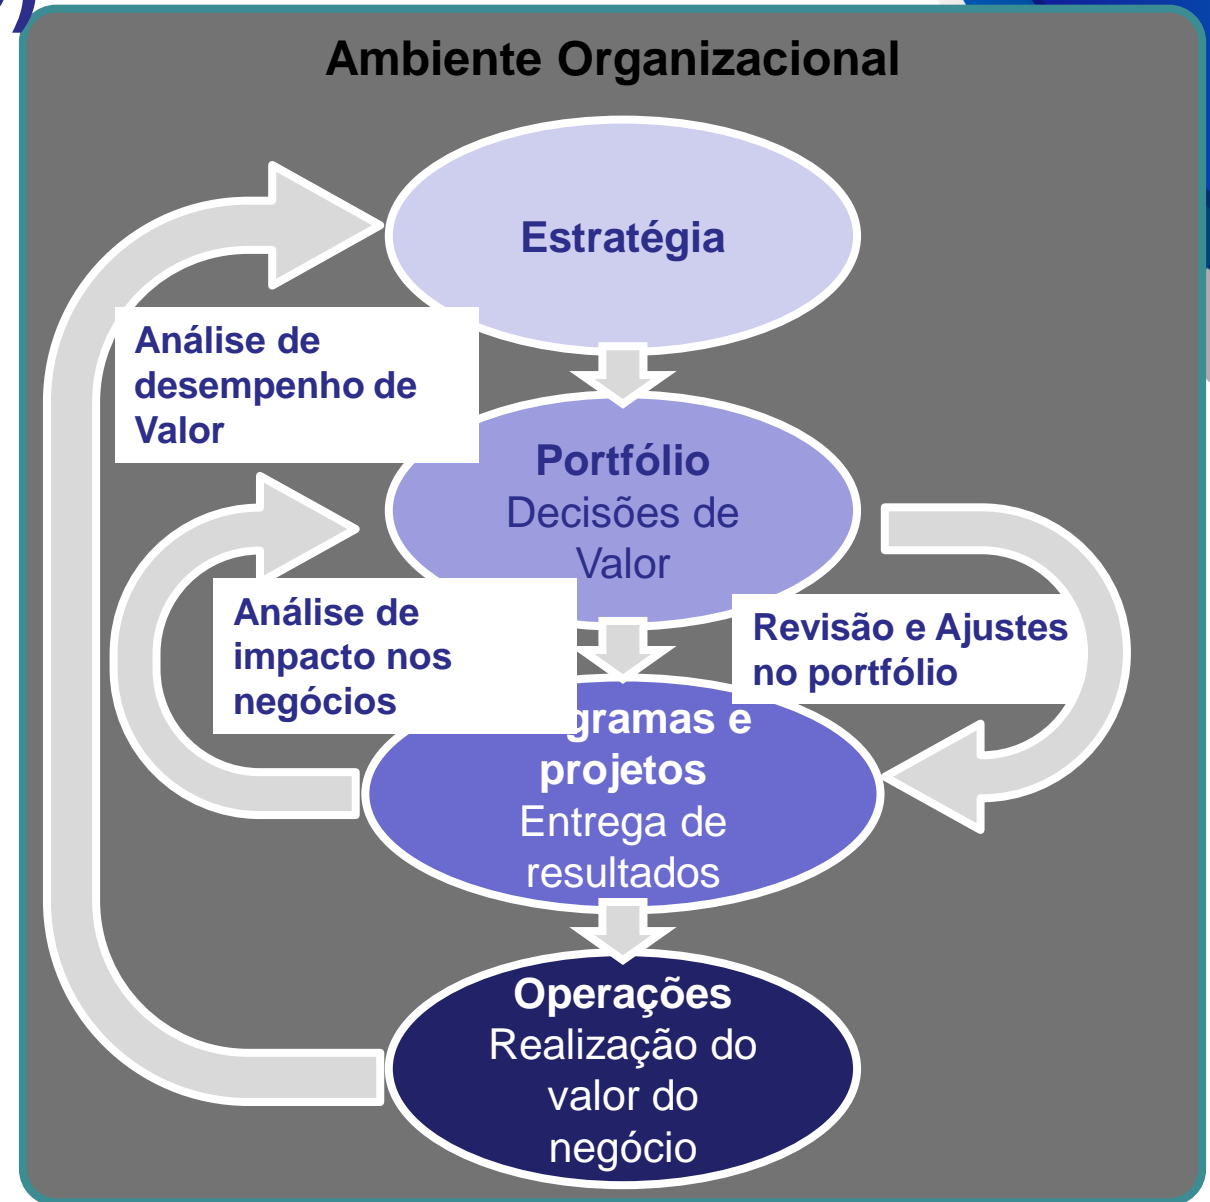 Ambiente Organizacional
Estratégia
Análise de
desempenho de
Valor
Portfólio
Decisões de
Valor
Análise de
impacto nos
negócios
Revisão e Ajustes
no portfólio
gramas e
projetos
Entrega de
resultados
Operações
Realização do
valor do
negócio